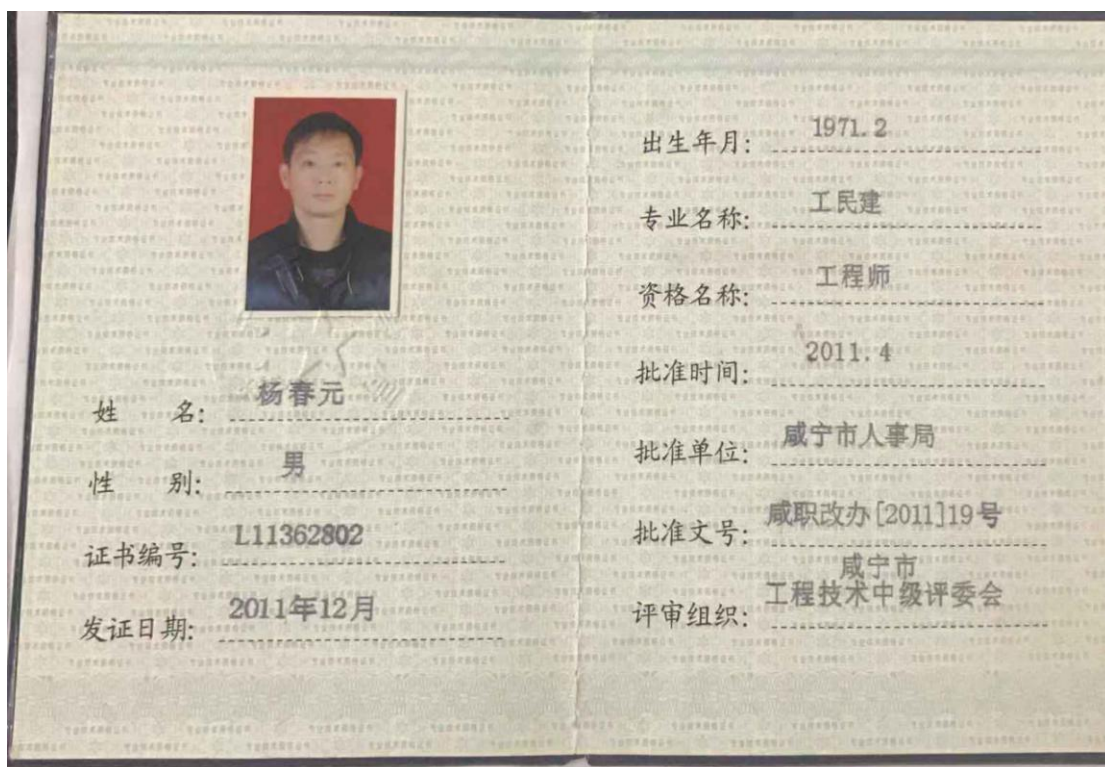 姓 名: 杨春元
性 别: 男
证书编号: L11362802
发证日期: 2011年12月
出生年月: 1971.2
专业名称: 工民建
资格名称: 工程师
批准时间: 2011.4
批准单位: 咸宁市人事局
批准文号: 咸职改办[2011]19号
咸宁市
评审组织: 工程技术中级评委会